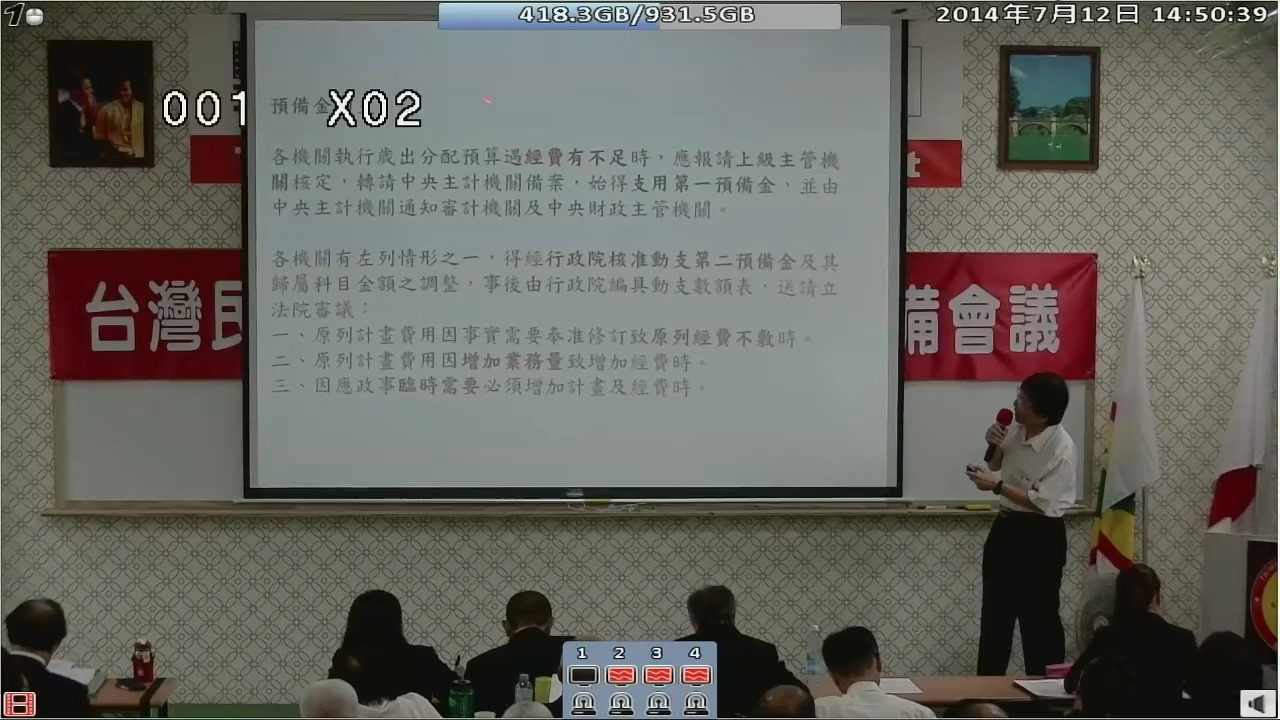 418.3GB/931.5GB
2014年7月12日 14:50:39
001 X02
預備金
各機關執行歲出分配預算遇經費有不足時，應報請上級主管機
關核定，轉請中央主計機關備案，始得支用第一預備金，並由
中央主計機關通知審計機關及中央財政主管機關。
各機關有左列情形之一，得經行政院核准動支第二預備金及其
歸屬科目金額之調整，事後由行政院編具動支數額表，送請立
法院審議：
一、原列計畫費用因事實需要奉准修訂致原列經費不敷時。
二、原列計畫費用因增加業務量致增加經費時。
三、因應政事臨時需要必須增加計畫及經費時。
t
台灣民
備會議
1 2 3 4